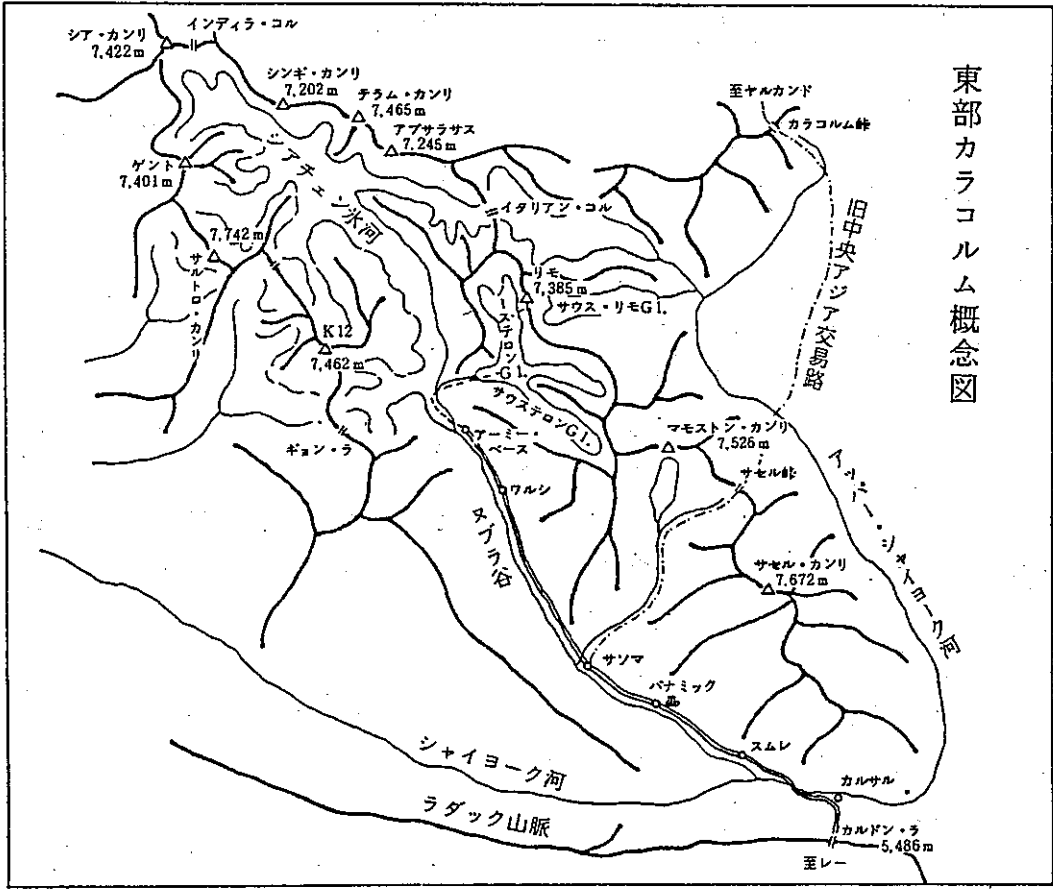 東部カラコルム概念図
シア・カンリ
7,422m
インディラ・コル
シンギ・カンリ
7,202m
テラム・カンリ
7,465m
アプサラサス
7,245m
至ヤルカンド
カラコルム峠
ゲント
7,401m
シアチェン氷河
イタリアン・コル
旧中央アジア交易路
7,742m
サルトロ・カンリ
リモ
7,385m
サウス・リモG1.
ノーステロンG1.
K12
7,462m
サウステロンG1.
アーミー・
ベース
マモストン・カンリ
7,526m
ギョン・ラ
サセル峠
アッパー・シャイヨーク河
ワルシ
ヌブラ谷
サセル・カンリ
7,672m
サソマ
パナミック
スムレ
シャイヨーク河
カルサル
ラダック山脈
カルドン・ラ
5,486m
至レー